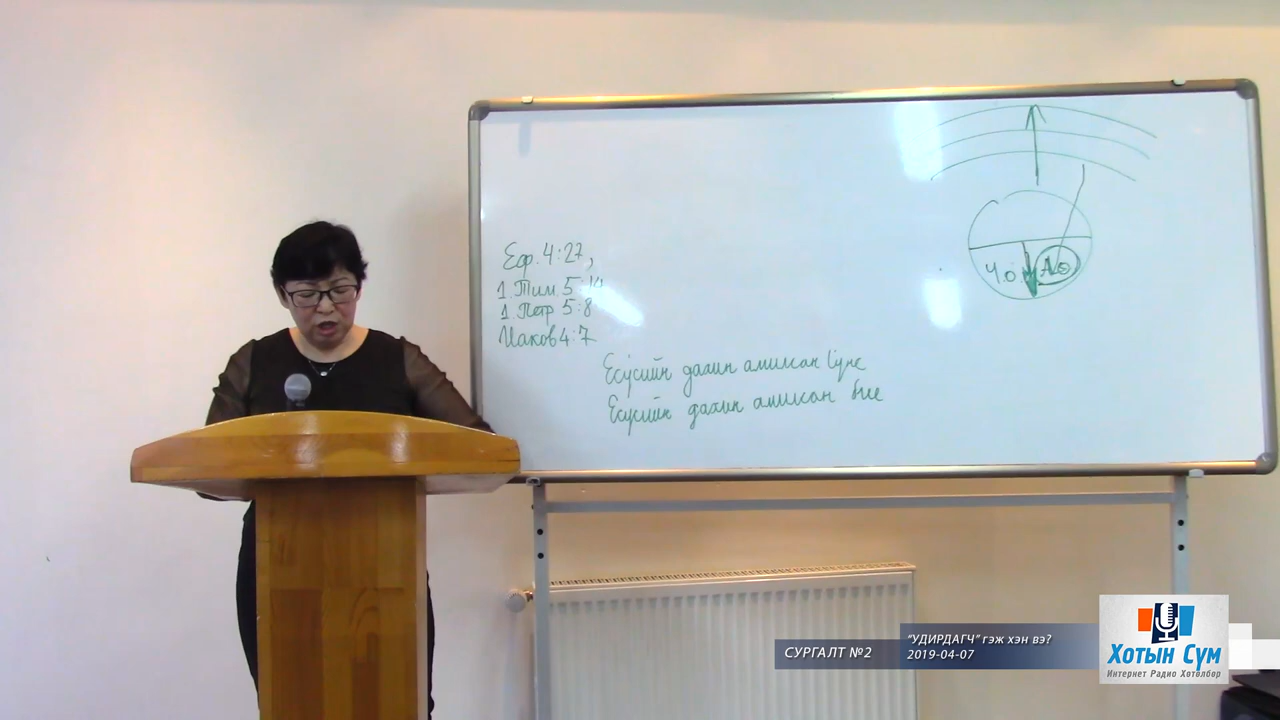 Еф. 4:27,
1. Тим. 5:14
1. Петр 5:8
Иаков 4:7
Есүсийн дахин амилсан сүнс
Есүсийн дахин амилсан бие
Ч.Ө.
СУРГАЛТ №2
"УДИРДАГЧ" гэж хэн вэ?
2019-04-07
Хотын Сүм
Интернет Радио Хөтөлбөр